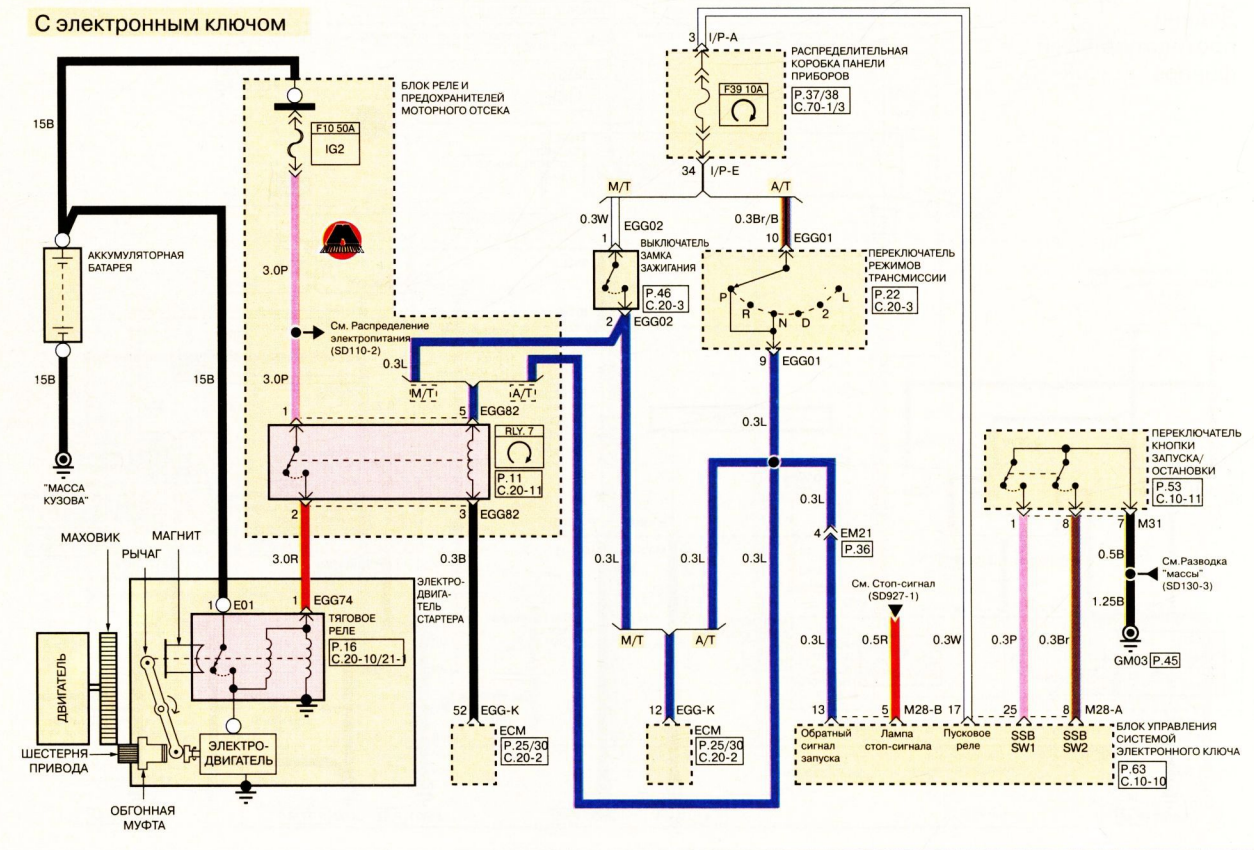 С электронным ключом
3
I/P-A
РАСПРЕДЕЛИТЕЛЬНАЯ
КОРОБКА ПАНЕЛИ
ПРИБОРОВ
F39 10A
P.37/38
C.70-1/3
34
I/P-E
БЛОК РЕЛЕ И
ПРЕДОХРАНИТЕЛЕЙ
МОТОРНОГО ОТСЕКА
15B
F10 50A
IG2
M/T
A/T
0.3W
EGG02
0.3Br/B
1
10
EGG01
ВЫКЛЮЧАТЕЛЬ
ЗАМКА
ЗАЖИГАНИЯ
P.46
C.20-3
2
EGG02
ПЕРЕКЛЮЧАТЕЛЬ
РЕЖИМОВ
ТРАНСМИССИИ
P.22
C.20-3
P
R
N
D
2
L
9
EGG01
АККУМУЛЯТОРНАЯ
БАТАРЕЯ
3.0P
См. Распределение
электропитания
(SD110-2)
15B
15B
3.0P
0.3L
M/T
A/T
1
5
EGG82
RLY. 7
P.11
C.20-11
2
3
EGG82
0.3L
"МАССА
КУЗОВА"
ПЕРЕКЛЮЧАТЕЛЬ
КНОПКИ
ЗАПУСКА/
ОСТАНОВКИ
P.53
C.10-11
1
8
7
M31
0.3L
4
EM21
P.36
0.5B
См.Разводка
"массы"
(SD130-3)
1.25B
GM03
P.45
МАХОВИК
РЫЧАГ
МАГНИТ
3.0R
0.3B
0.3L
0.3L
0.3L
ЭЛЕКТРО-
ДВИГА-
ТЕЛЬ
СТАРТЕРА
1
E01
1
EGG74
ТЯГОВОЕ
РЕЛЕ
P.16
C.20-10/21-1
M/T
A/T
См. Стоп-сигнал
(SD927-1)
0.3L
0.5R
0.3W
0.3P
0.3Br
ДВИГАТЕЛЬ
ШЕСТЕРНЯ
ПРИВОДА
ЭЛЕКТРО-
ДВИГАТЕЛЬ
ОБГОННАЯ
МУФТА
52
EGG-K
ECM
P.25/30
C.20-2
12
EGG-K
ECM
P.25/30
C.20-2
13
5
M28-B
17
25
8
M28-A
Обратный
сигнал
запуска
Лампа
стоп-сигнала
Пусковое
реле
SSB
SW1
SSB
SW2
БЛОК УПРАВЛЕНИЯ
СИСТЕМОЙ
ЭЛЕКТРОННОГО КЛЮЧА
P.63
C.10-10